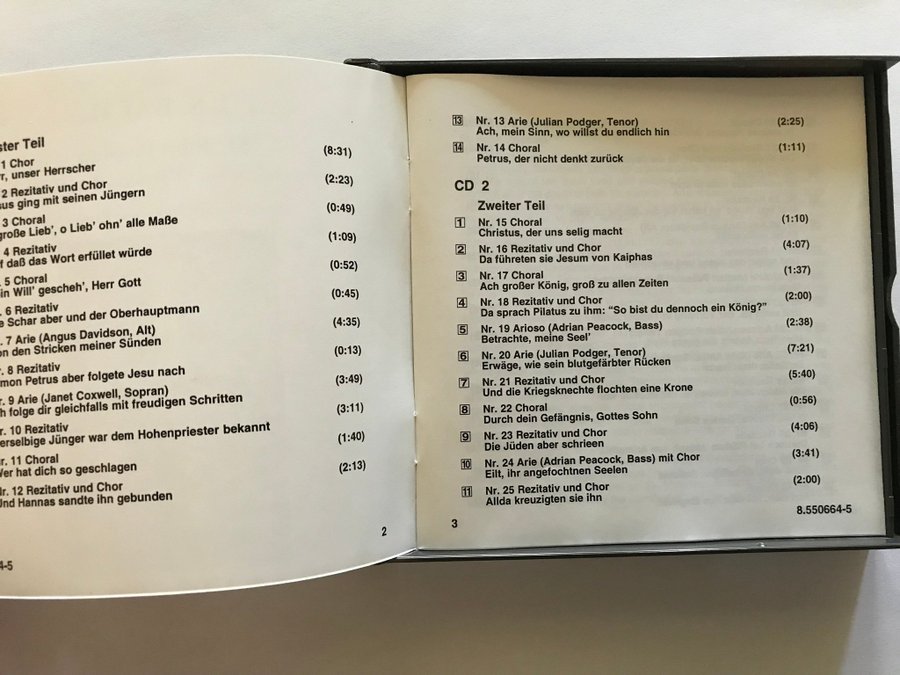 ster Teil
1 Chor (8:31)
r, unser Herrscher
2 Rezitativ und Chor (2:23)
sus ging mit seinen Jüngern
3 Choral (0:49)
große Lieb', o Lieb' ohn' alle Maße
4 Rezitativ (1:09)
f daß das Wort erfüllet würde
. 5 Choral (0:52)
in Will' gescheh', Herr Gott
. 6 Rezitativ (0:45)
e Schar aber und der Oberhauptmann
. 7 Arie (Angus Davidson, Alt) (4:35)
on den Stricken meiner Sünden
r. 8 Rezitativ (0:13)
mon Petrus aber folgete Jesu nach
r. 9 Arie (Janet Coxwell, Sopran) (3:49)
h folge dir gleichfalls mit freudigen Schritten
r. 10 Rezitativ (3:11)
erselbige Jünger war dem Hohenpriester bekannt
r. 11 Choral (1:40)
Wer hat dich so geschlagen
Nr. 12 Rezitativ und Chor (2:13)
Und Hannas sandte ihn gebunden
2
4-5
13 Nr. 13 Arie (Julian Podger, Tenor) (2:25)
Ach, mein Sinn, wo willst du endlich hin
14 Nr. 14 Choral (1:11)
Petrus, der nicht denkt zurück
CD 2
Zweiter Teil
1 Nr. 15 Choral (1:10)
Christus, der uns selig macht
2 Nr. 16 Rezitativ und Chor (4:07)
Da führeten sie Jesum von Kaiphas
3 Nr. 17 Choral (1:37)
Ach großer König, groß zu allen Zeiten
4 Nr. 18 Rezitativ und Chor (2:00)
Da sprach Pilatus zu ihm: "So bist du dennoch ein König?"
5 Nr. 19 Arioso (Adrian Peacock, Bass) (2:38)
Betrachte, meine Seel'
6 Nr. 20 Arie (Julian Podger, Tenor) (7:21)
Erwäge, wie sein blutgefärbter Rücken
7 Nr. 21 Rezitativ und Chor (5:40)
Und die Kriegsknechte flochten eine Krone
8 Nr. 22 Choral (0:56)
Durch dein Gefängnis, Gottes Sohn
9 Nr. 23 Rezitativ und Chor (4:06)
Die Jüden aber schrieen
10 Nr. 24 Arie (Adrian Peacock, Bass) mit Chor (3:41)
Eilt, ihr angefochtnen Seelen
11 Nr. 25 Rezitativ und Chor (2:00)
Allda kreuzigten sie ihn
3
8.550664-5